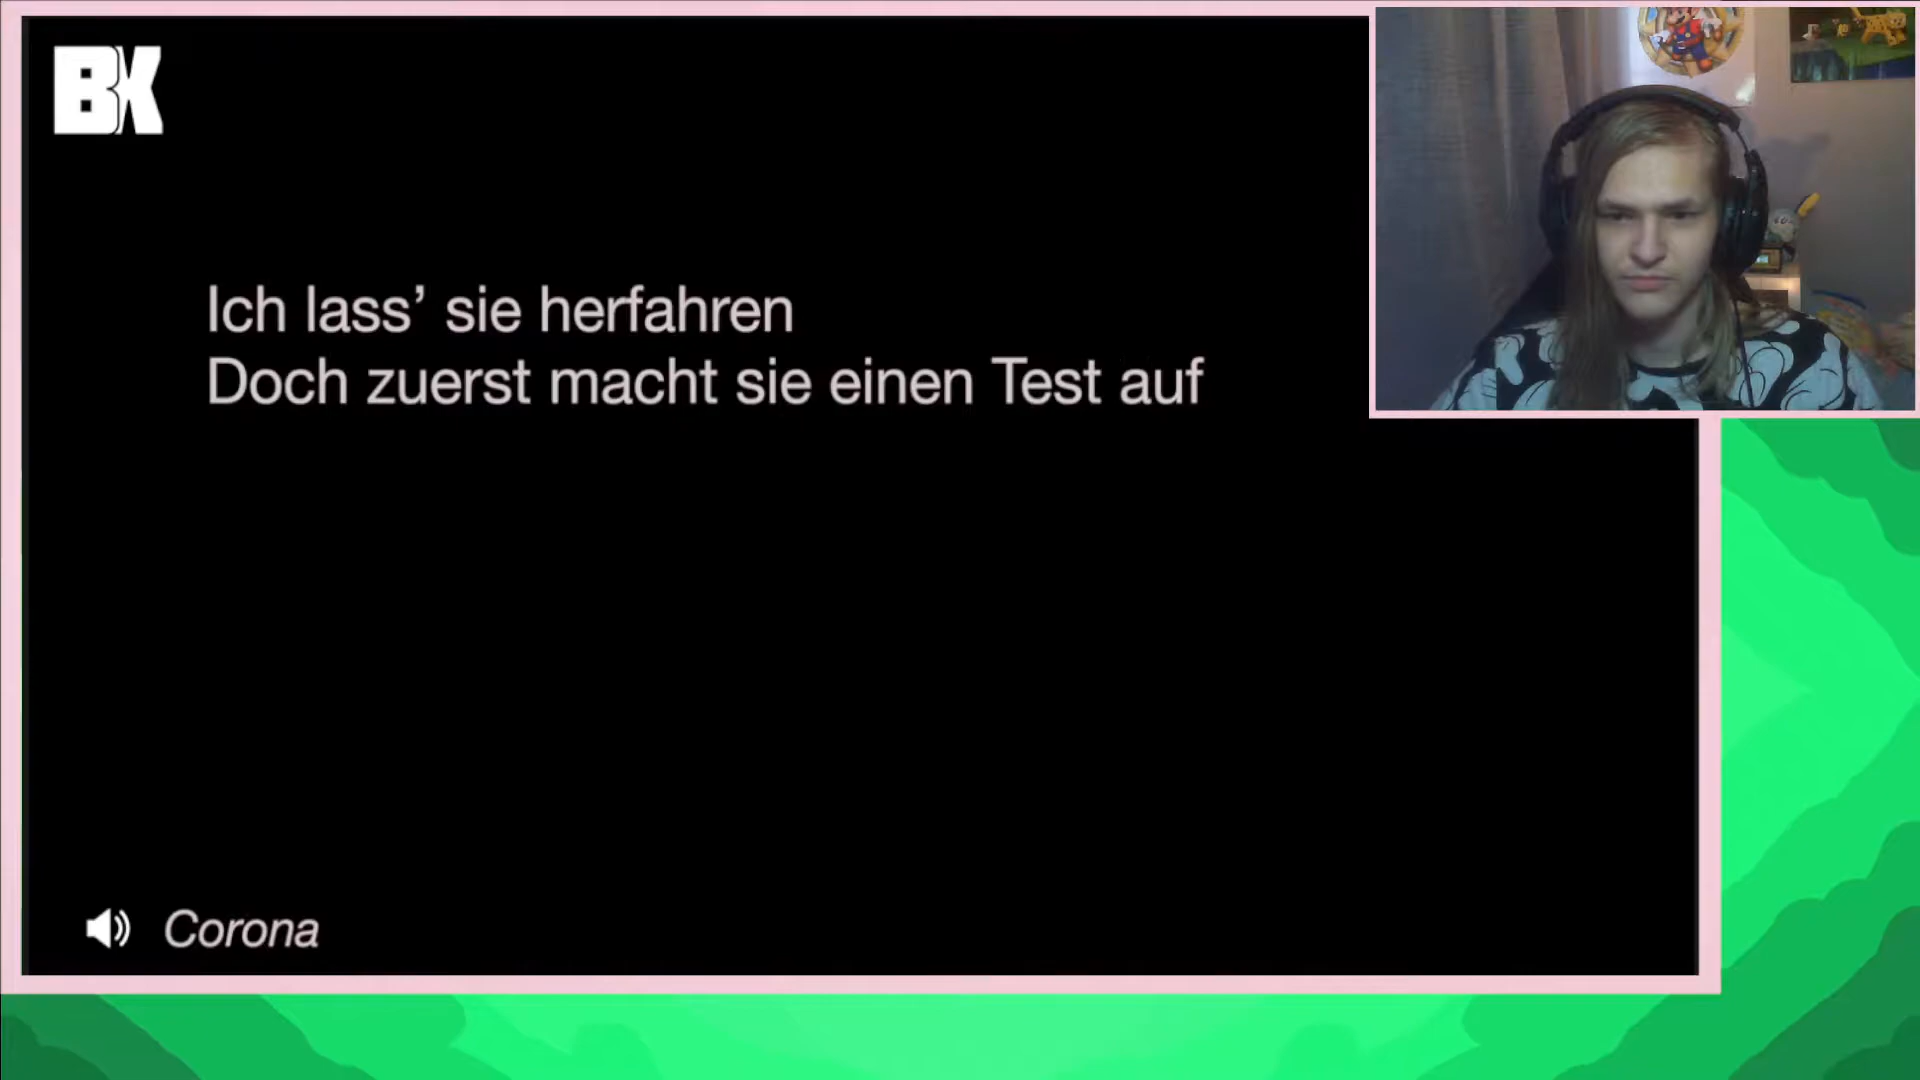 BK
Ich lass’ sie herfahren
Doch zuerst macht sie einen Test auf
Corona